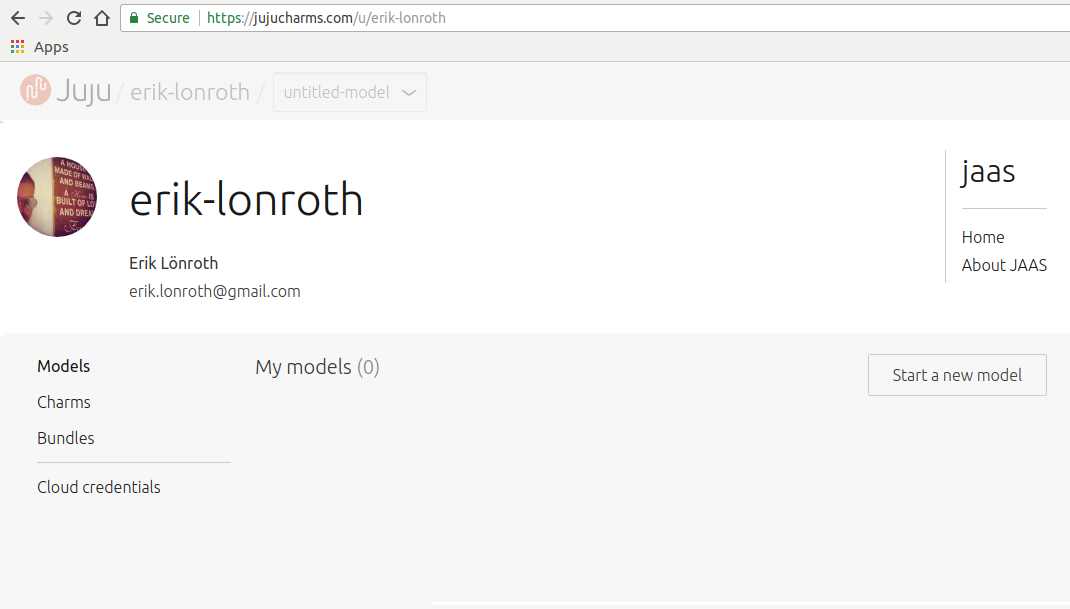 Secure https://jujucharms.com/u/erik-lonroth
Apps
Juju / erik-lonroth / untitled-model
A HOUS
MADE OF WA
AND BEAMS
A IS
BUILT OF LO
AND DREA
erik-lonroth
Erik Lönroth
erik.lonroth@gmail.com
jaas
Home
About JAAS
Models
Charms
Bundles
Cloud credentials
My models (0)
Start a new model